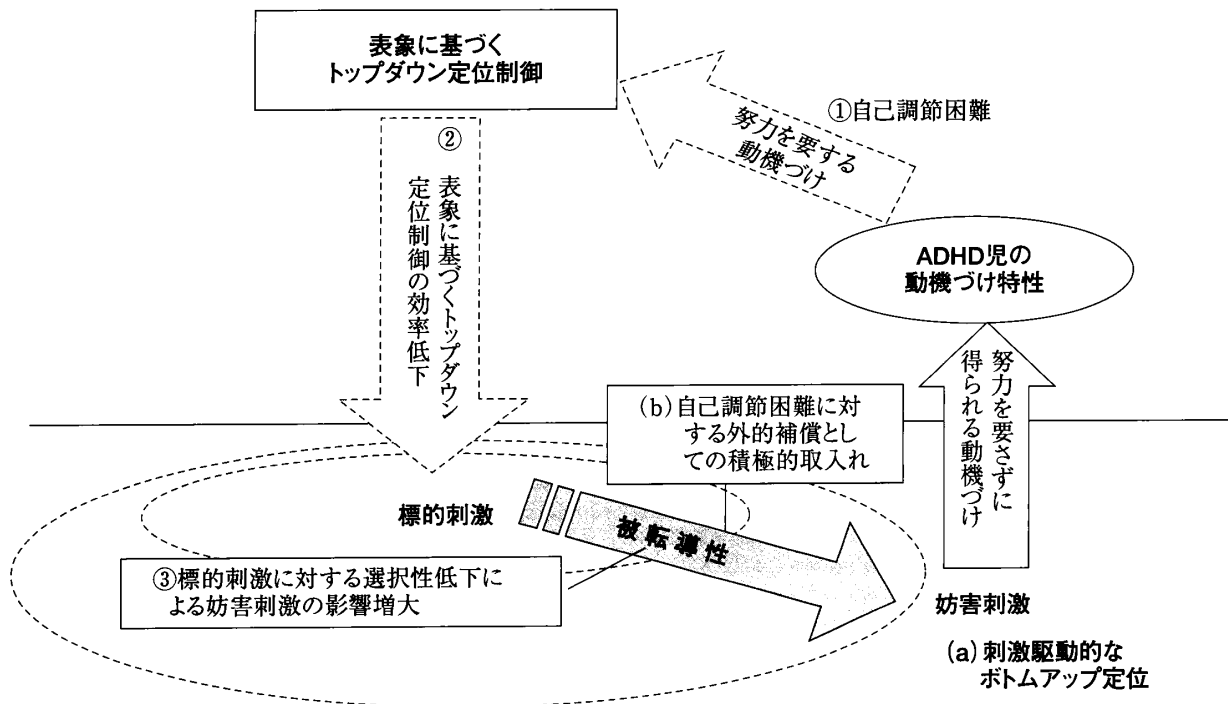 表象に基づく
トップダウン定位制御
①自己調節困難
努力を要する
動機づけ
②
表象に基づくトップダウン
定位制御の効率低下
ADHD児の
動機づけ特性
努力を要さずに
得られる動機づけ
(b)自己調節困難に対
する外的補償とし
ての積極的取入れ
標的刺激
被転導性
③標的刺激に対する選択性低下に
よる妨害刺激の影響増大
妨害刺激
(a)刺激駆動的な
ボトムアップ定位